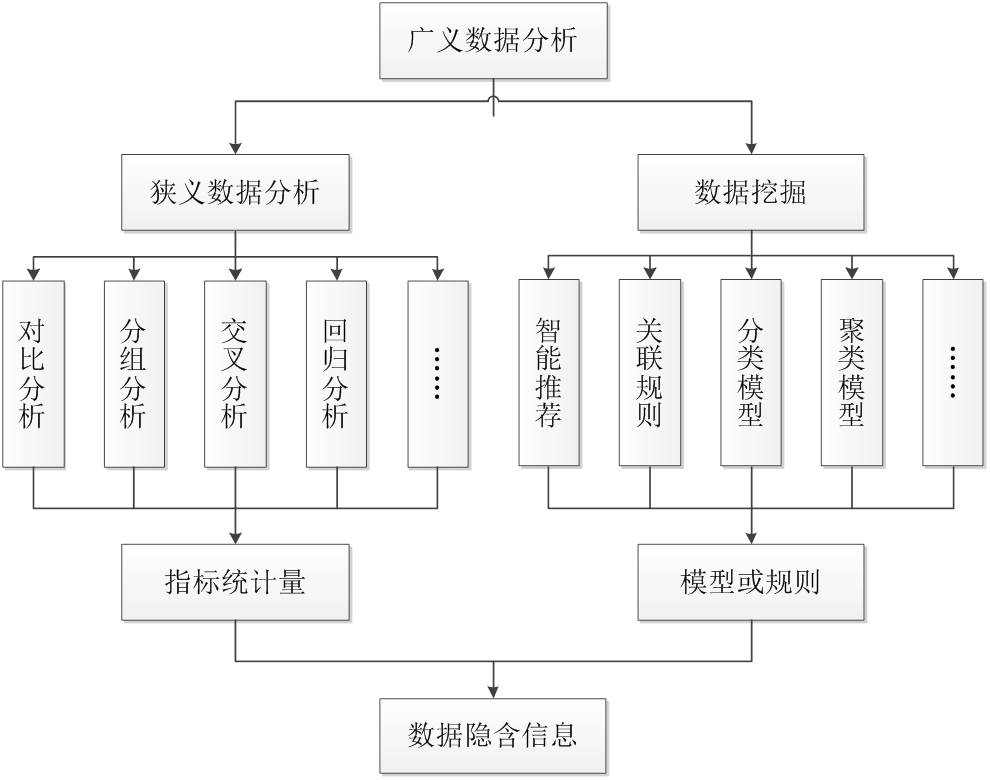 广义数据分析
狭义数据分析
数据挖掘
对比分析
分组分析
交叉分析
回归分析
……
智能推荐
关联规则
分类模型
聚类模型
……
指标统计量
模型或规则
数据隐含信息